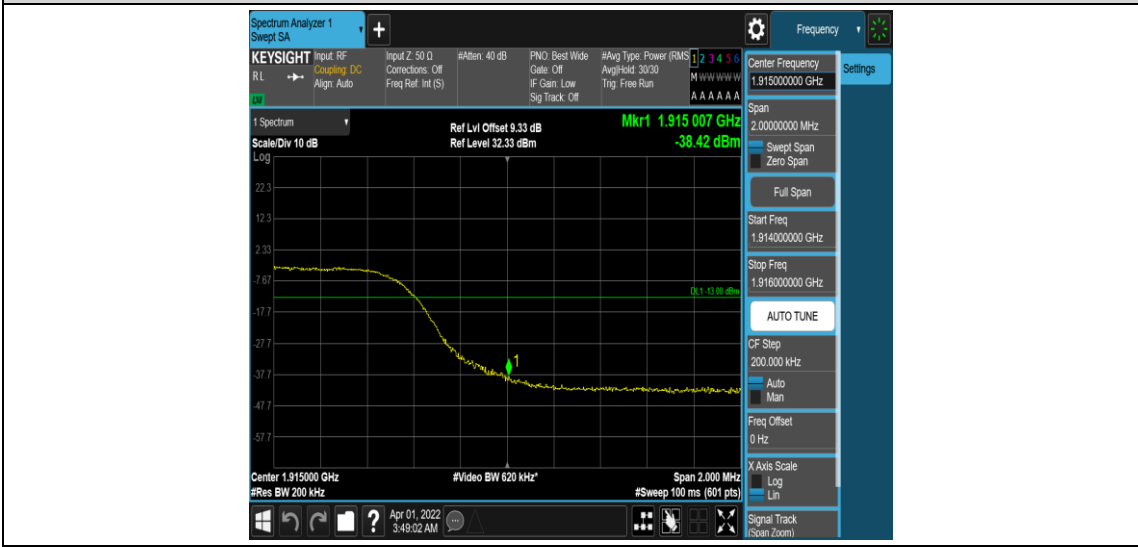 Spectrum Analyzer 1
Swept SA
+
Frequency
KEYSIGHT
R L
LXI
Input: RF
Coupling: DC
Align: Auto
Input Z: 50 Ω
Corrections: Off
Freq Ref: Int (S)
#Atten: 40 dB
PNO: Best Wide
Gate: Off
IF Gain: Low
Sig Track: Off
#Avg Type: Power (RMS
Avg|Hold: 30/30
Trig: Free Run
1 2 3 4 5 6
M W W W W W
A A A A A A
1 Spectrum
Scale/Div 10 dB
Log
Ref Lvl Offset 9.33 dB
Ref Level 32.33 dBm
Mkr1 1.915 007 GHz
-38.42 dBm
22.3
12.3
2.33
-7.67
-17.7
-27.7
-37.7
-47.7
-57.7
DL1 -13.00 dBm
1
Center 1.915000 GHz
#Res BW 200 kHz
#Video BW 620 kHz*
Span 2.000 MHz
#Sweep 100 ms (601 pts)
?
Apr 01, 2022
3:49:02 AM
Center Frequency
1.915000000 GHz
Settings
Span
2.00000000 MHz
Swept Span
Zero Span
Full Span
Start Freq
1.914000000 GHz
Stop Freq
1.916000000 GHz
AUTO TUNE
CF Step
200.000 kHz
Auto
Man
Freq Offset
0 Hz
X Axis Scale
Log
Lin
Signal Track
(Span Zoom)